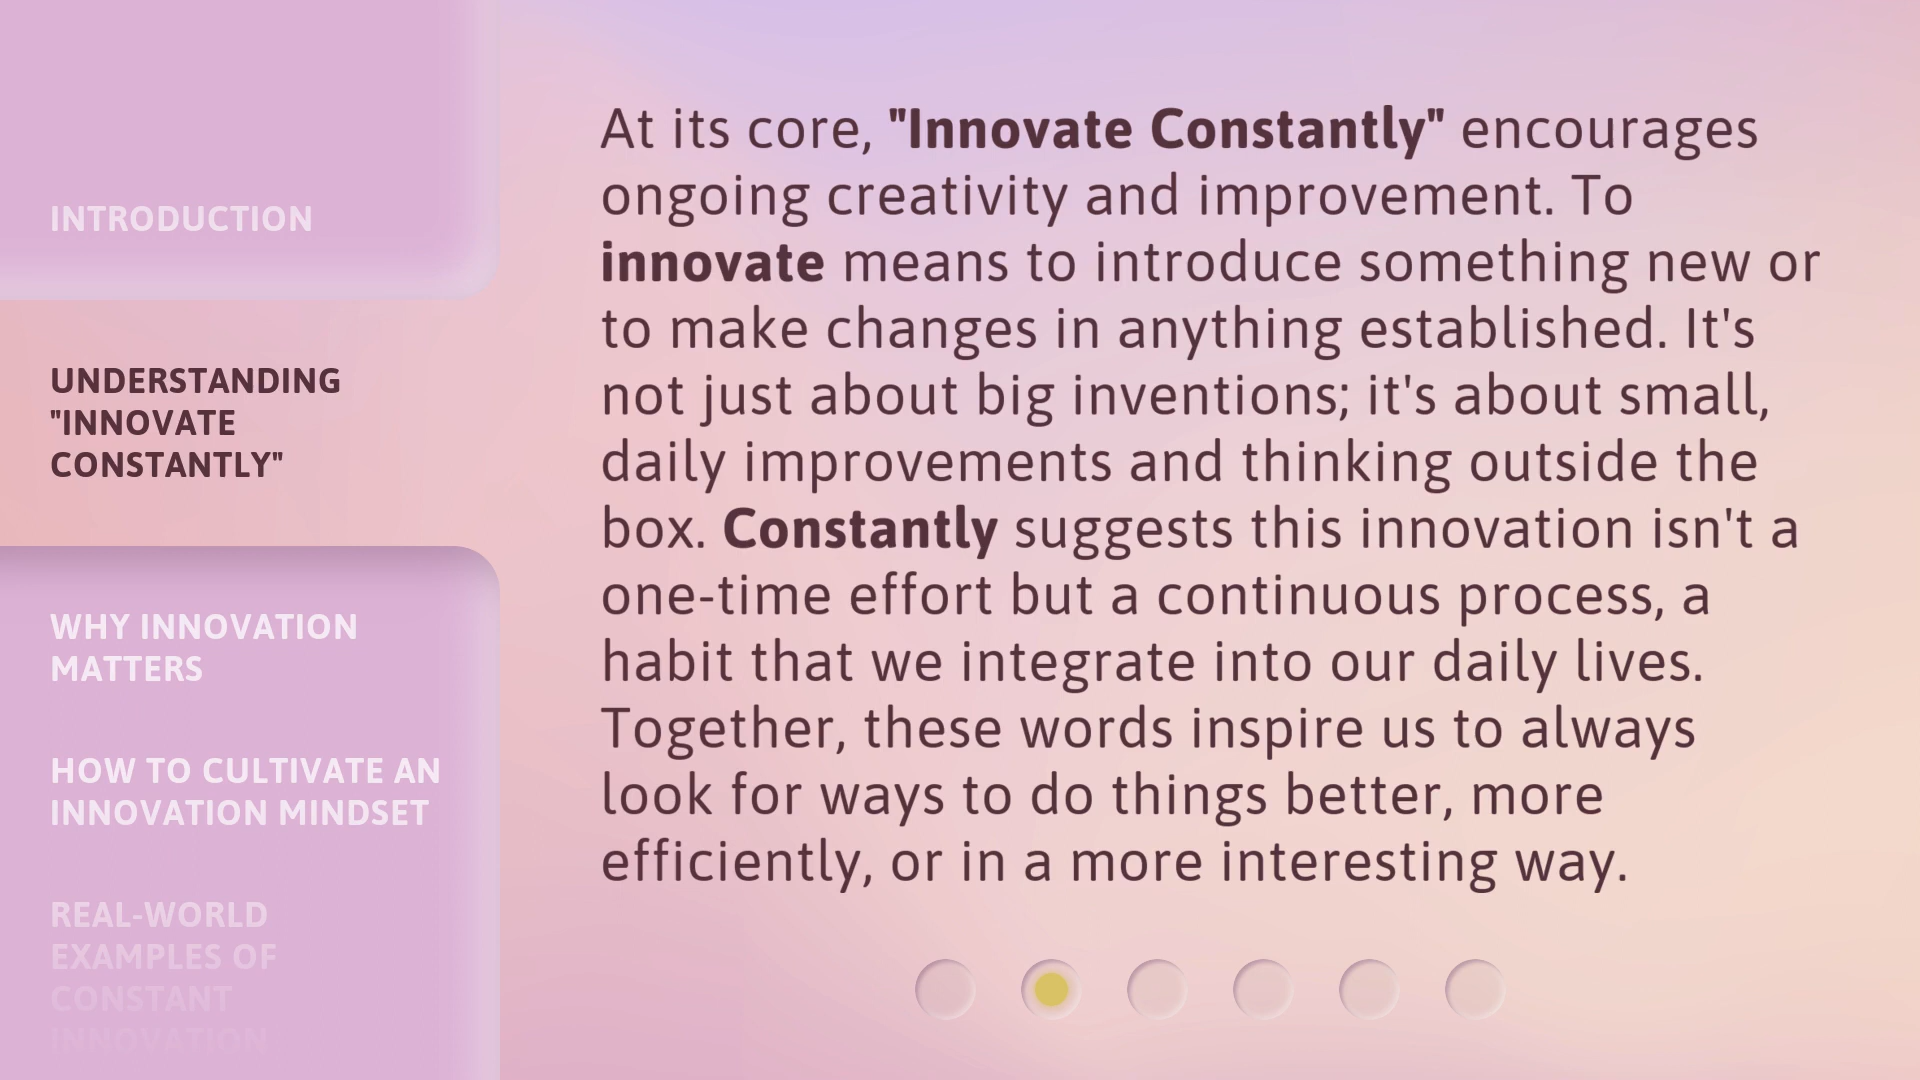 INTRODUCTION
UNDERSTANDING
"INNOVATE
CONSTANTLY"
WHY INNOVATION
MATTERS
HOW TO CULTIVATE AN
INNOVATION MINDSET
REAL-WORLD
EXAMPLES OF
CONSTANT
INNOVATION
At its core, "Innovate Constantly" encourages
ongoing creativity and improvement. To
innovate means to introduce something new or
to make changes in anything established. It's
not just about big inventions; it's about small,
daily improvements and thinking outside the
box. Constantly suggests this innovation isn't a
one-time effort but a continuous process, a
habit that we integrate into our daily lives.
Together, these words inspire us to always
look for ways to do things better, more
efficiently, or in a more interesting way.